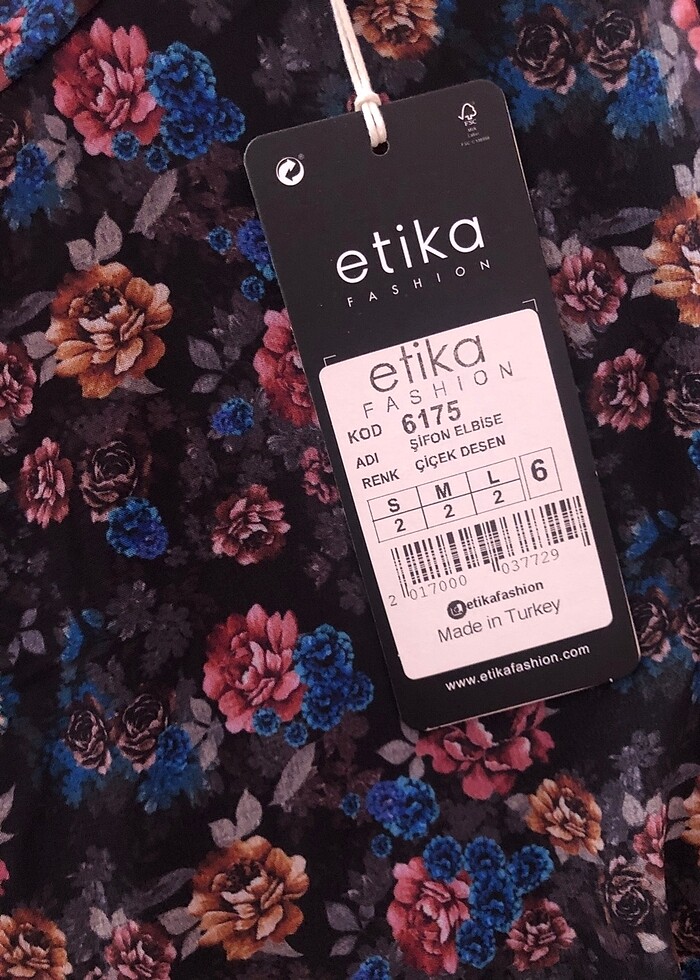 FSC
etika
FASHION
etika
FASHION
KOD 6175
ADI ŞİFON ELBİSE
RENK ÇİÇEK DESEN
S M L 6
2 2 2
2 017000 037729
etikafashion
Made in Turkey
www.etikafashion.com